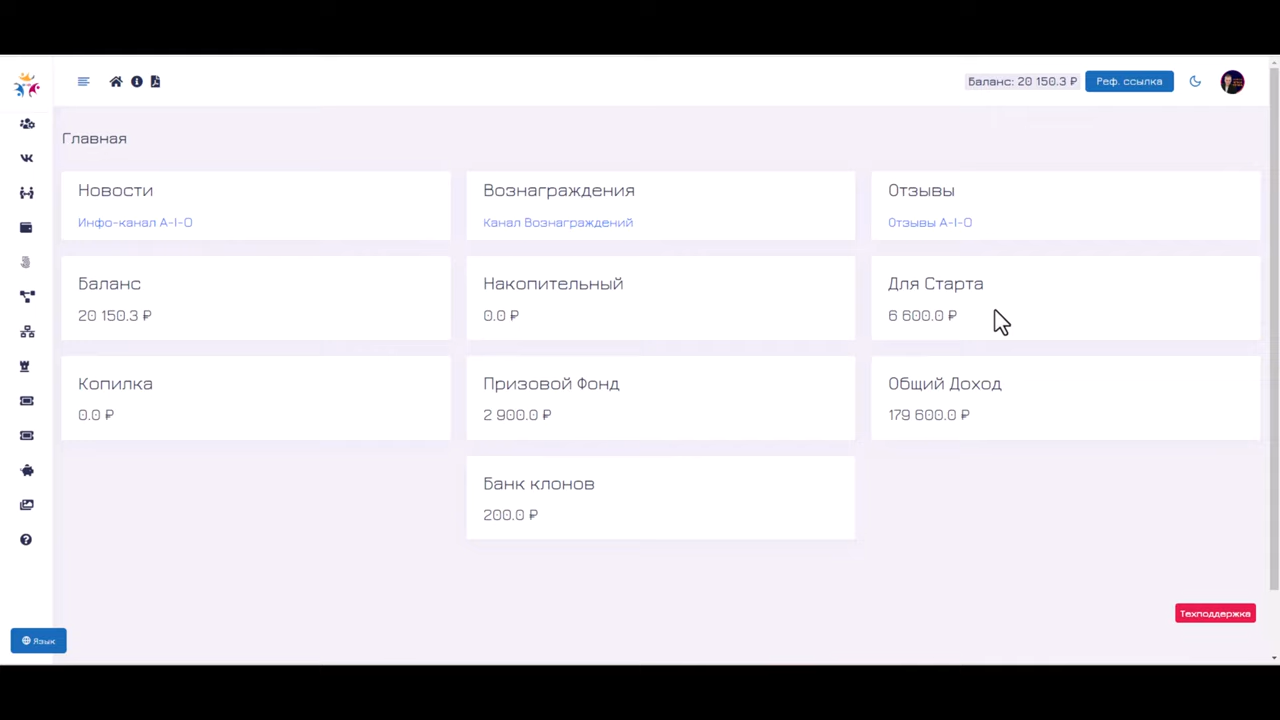 Баланс: 20 150.3 ₽
Реф. ссылка
Главная
Новости
Инфо-канал A-I-O
Вознаграждения
Канал Вознаграждений
Отзывы
Отзывы A-I-O
Баланс
20 150.3 ₽
Накопительный
0.0 ₽
Для Старта
6 600.0 ₽
Копилка
0.0 ₽
Призовой Фонд
2 900.0 ₽
Общий Доход
179 600.0 ₽
Банк клонов
200.0 ₽
Техподдержка
Язык